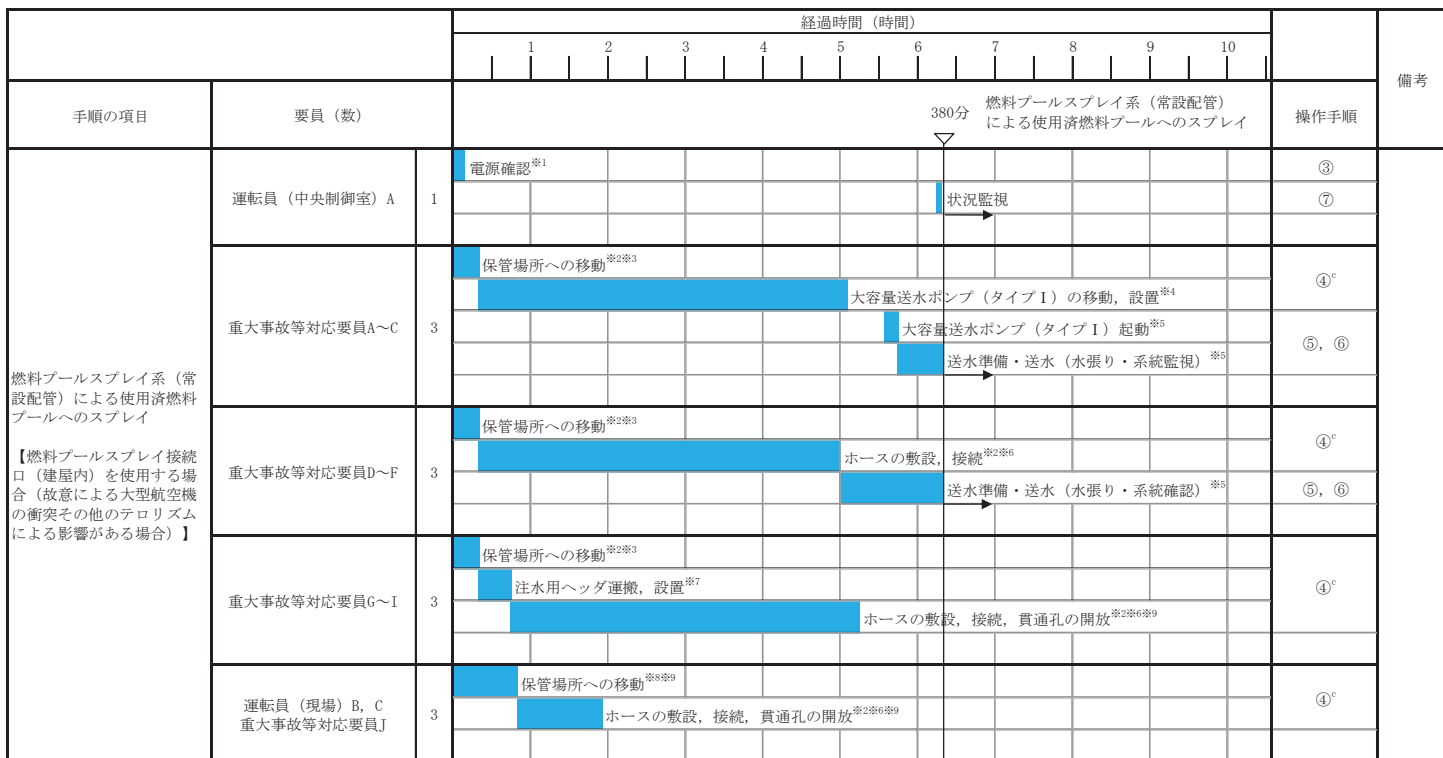 経過時間（時間）
1 2 3 4 5 6 7 8 9 10
備考
手順の項目
要員（数）
380分
燃料プールスプレイ系（常設配管）
による使用済燃料プールへのスプレイ
操作手順
燃料プールスプレイ系（常
設配管）による使用済燃料
プールへのスプレイ
【燃料プールスプレイ接続
口（建屋内）を使用する場
合（故意による大型航空機
の衝突その他のテロリズム
による影響がある場合）】
運転員（中央制御室）A
1
電源確認※1
③
状況監視
⑦
重大事故等対応要員A～C
3
保管場所への移動※2※3
大容量送水ポンプ（タイプⅠ）の移動，設置※4
④c
大容量送水ポンプ（タイプⅠ）起動※5
送水準備・送水（水張り・系統監視）※5
⑤，⑥
重大事故等対応要員D～F
3
保管場所への移動※2※3
ホースの敷設，接続※2※6
④c
送水準備・送水（水張り・系統確認）※5
⑤，⑥
重大事故等対応要員G～I
3
保管場所への移動※2※3
注水用ヘッダ運搬，設置※7
ホースの敷設，接続，貫通孔の開放※2※6※9
④c
運転員（現場）B，C
重大事故等対応要員J
3
保管場所への移動※8※9
ホースの敷設，接続，貫通孔の開放※2※6※9
④c